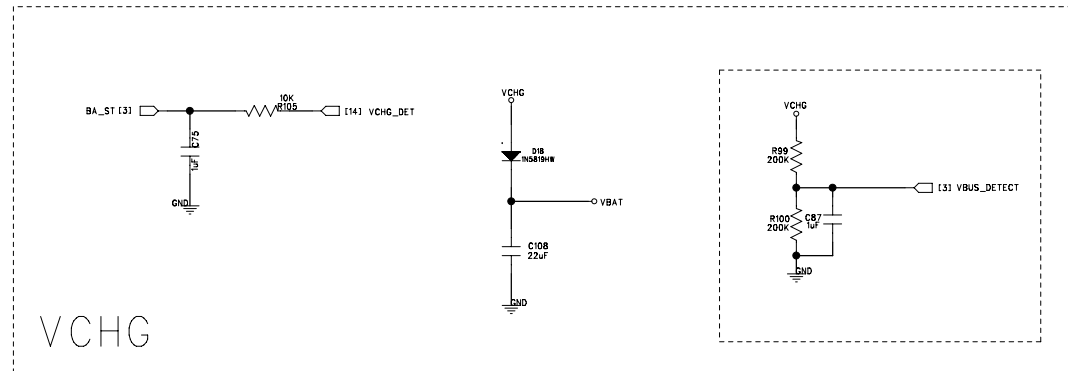 BA_ST [3]
10K
R105
[14] VCHG_DET
C75
1uF
GND
VCHG
D18
1N5819HW
VBAT
C108
22uF
GND
VCHG
R99
200K
[3] VBUS_DETECT
R100
200K
C87
1uF
GND
VCHG